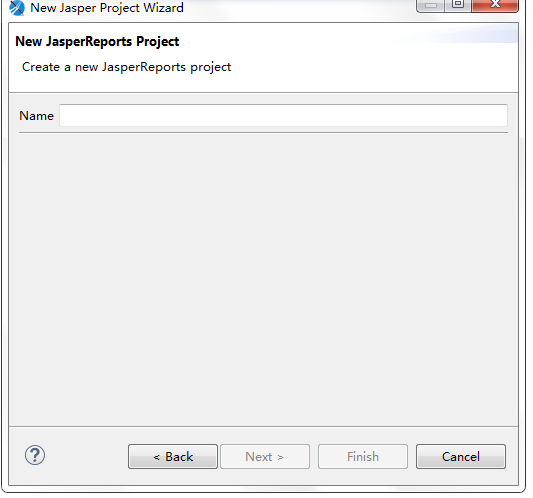 New Jasper Project Wizard
New JasperReports Project
Create a new JasperReports project
Name
? < Back Next > Finish Cancel